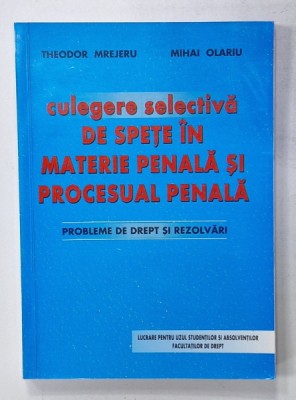 THEODOR MREJERU MIHAI OLARIU
culegere selectivă
DE SPEȚE ÎN
MATERIE PENALĂ ȘI
PROCESUAL PENALĂ
PROBLEME DE DREPT ȘI REZOLVĂRI
LUCRARE PENTRU UZUL STUDENȚILOR ȘI ABSOLVENȚILOR
FACULTĂȚILOR DE DREPT